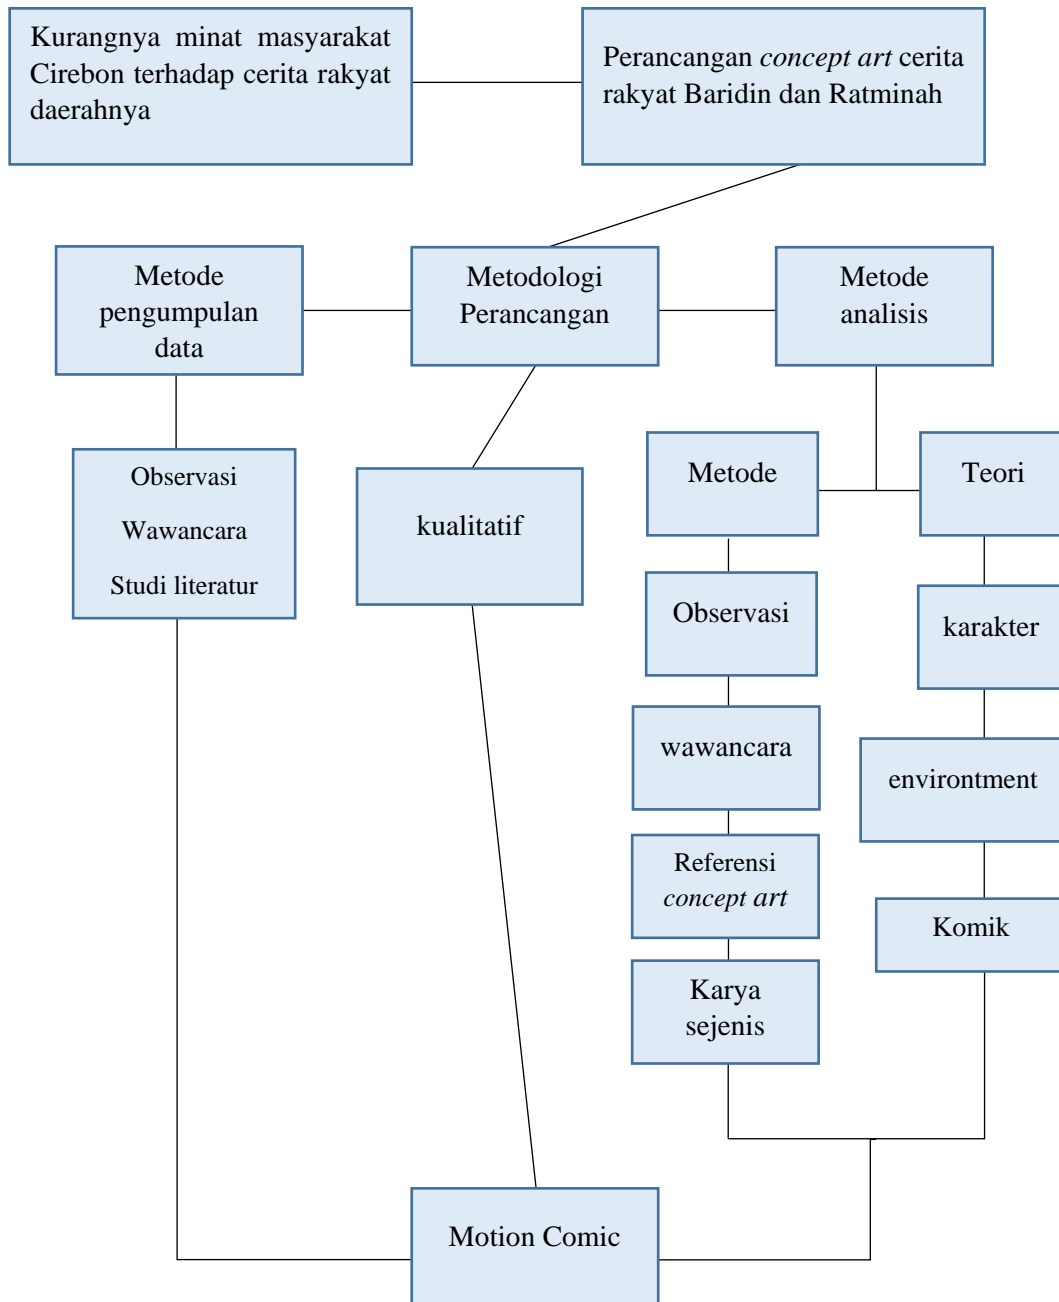 Kurangnya minat masyarakat
Cirebon terhadap cerita rakyat
daerahnya
Perancangan concept art cerita
rakyat Baridin dan Ratminah
Metode
pengumpulan
data
Metodologi
Perancangan
Metode
analisis
Observasi
Wawancara
Studi literatur
kualitatif
Metode
Teori
Observasi
karakter
wawancara
environtment
Referensi
concept art
Komik
Karya
sejenis
Motion Comic